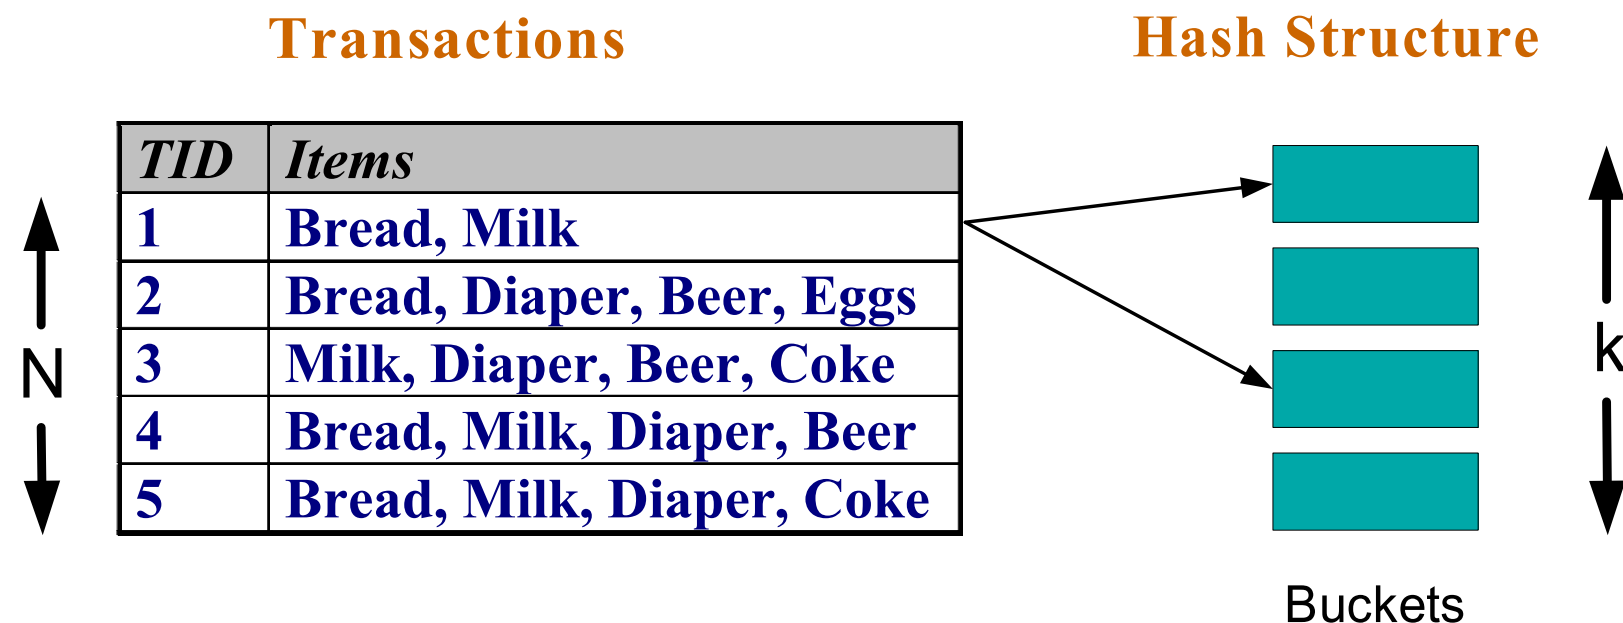 Transactions
Hash Structure
TID Items
1 Bread, Milk
2 Bread, Diaper, Beer, Eggs
3 Milk, Diaper, Beer, Coke
4 Bread, Milk, Diaper, Beer
5 Bread, Milk, Diaper, Coke
N
k
Buckets